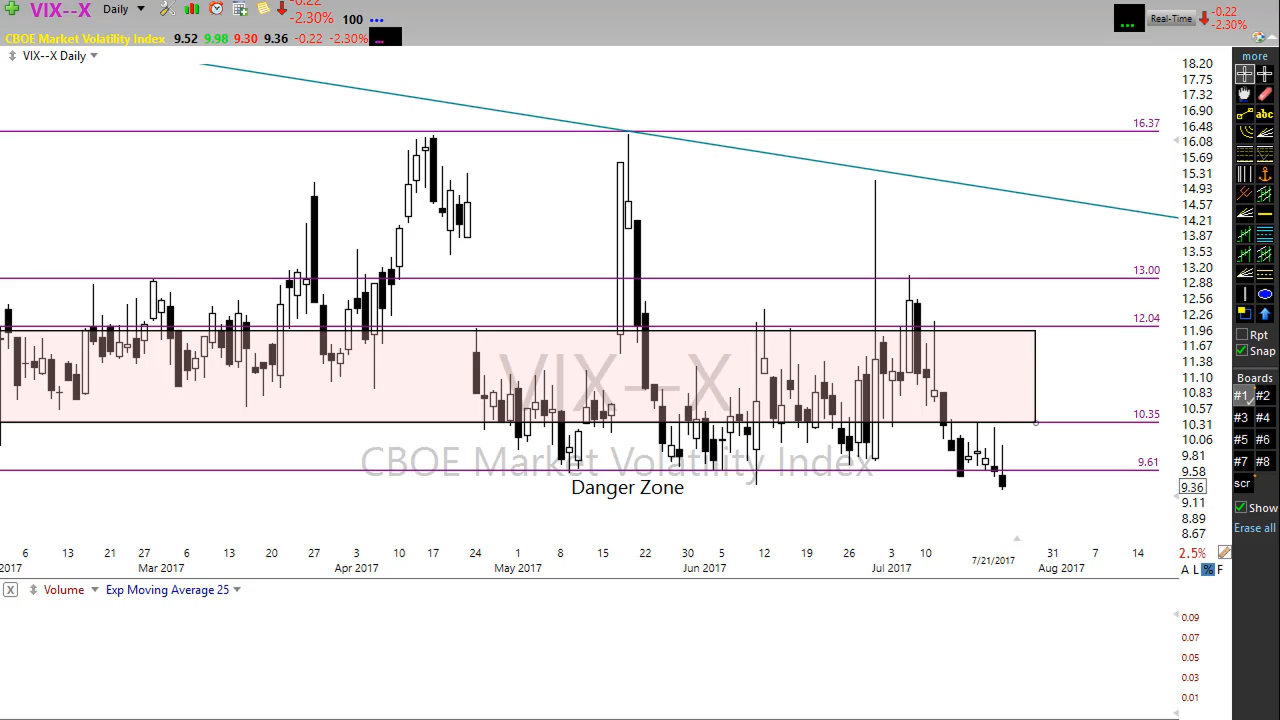 VIX--X Daily -0.22 -2.30% 100
Real-Time -0.22 -2.30%
CBOE Market Volatility Index 9.52 9.98 9.30 9.36 -0.22 -2.30%
VIX--X Daily
more
abc
18.20
17.75
17.32
16.90
16.48
16.37
16.08
15.69
15.31
14.93
14.57
14.21
13.87
13.53
13.20
13.00
12.88
12.56
12.26
12.04
11.96
11.67
11.38
11.10
10.83
10.57
10.35
10.31
10.06
9.81
9.61
9.58
9.36
9.11
8.89
8.67
VIX--X
CBOE Market Volatility Index
Danger Zone
Rpt
Snap
Boards
#1 #2
#3 #4
#5 #6
#7 #8
scr
Show
Erase all
6 13 21 27 6 13 20 27 3 10 17 24 1 8 15 22 30 5 12 19 26 3 10 7/21/2017 31 7 14 2.5%
2017 Mar 2017 Apr 2017 May 2017 Jun 2017 Jul 2017 Aug 2017 A L % F
X Volume Exp Moving Average 25
0.09
0.07
0.05
0.03
0.01